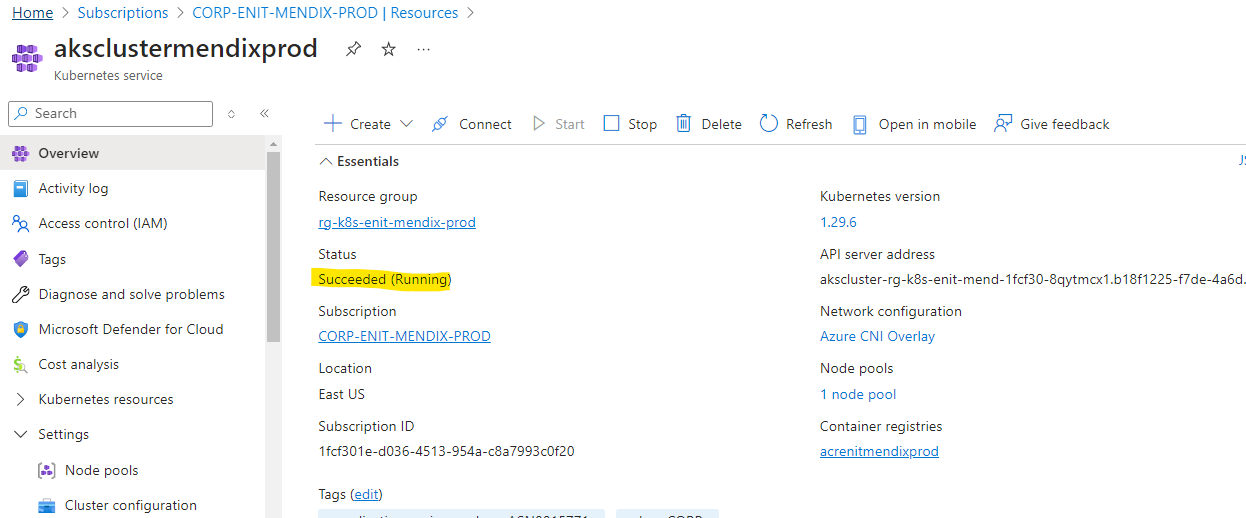 Home > Subscriptions > CORP-ENIT-MENDIX-PROD | Resources >
aksclustermendixprod
Kubernetes service
Search
Create
Connect
Start
Stop
Delete
Refresh
Open in mobile
Give feedback
Overview
Activity log
Access control (IAM)
Tags
Diagnose and solve problems
Microsoft Defender for Cloud
Cost analysis
Kubernetes resources
Settings
Node pools
Cluster configuration
Essentials
Resource group
rg-k8s-enit-mendix-prod
Status
Succeeded (Running)
Subscription
CORP-ENIT-MENDIX-PROD
Location
East US
Subscription ID
1fcf301e-d036-4513-954a-c8a7993c0f20
Tags (edit)
Kubernetes version
1.29.6
API server address
akscluster-rg-k8s-enit-mend-1fcf30-8qytmcx1.b18f1225-f7de-4a6d.
Network configuration
Azure CNI Overlay
Node pools
1 node pool
Container registries
acrenitmendixprod